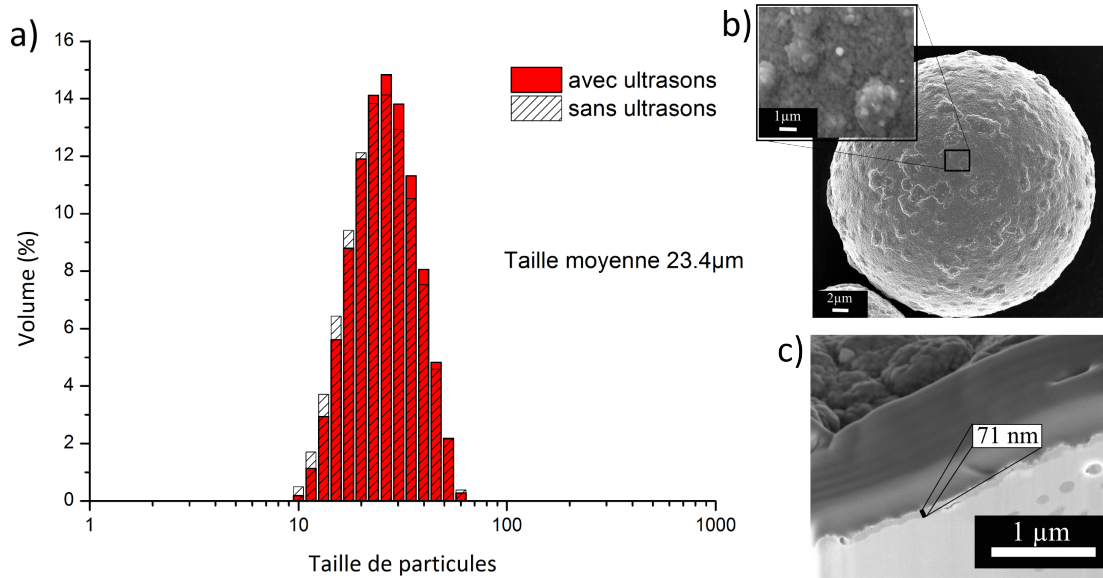 a)
16
14
12
10
8
6
4
2
0
Volume (%)
1
10
100
1000
Taille de particules
avec ultrasons
sans ultrasons
Taille moyenne 23.4µm
b)
1µm
2µm
c)
71 nm
1 µm